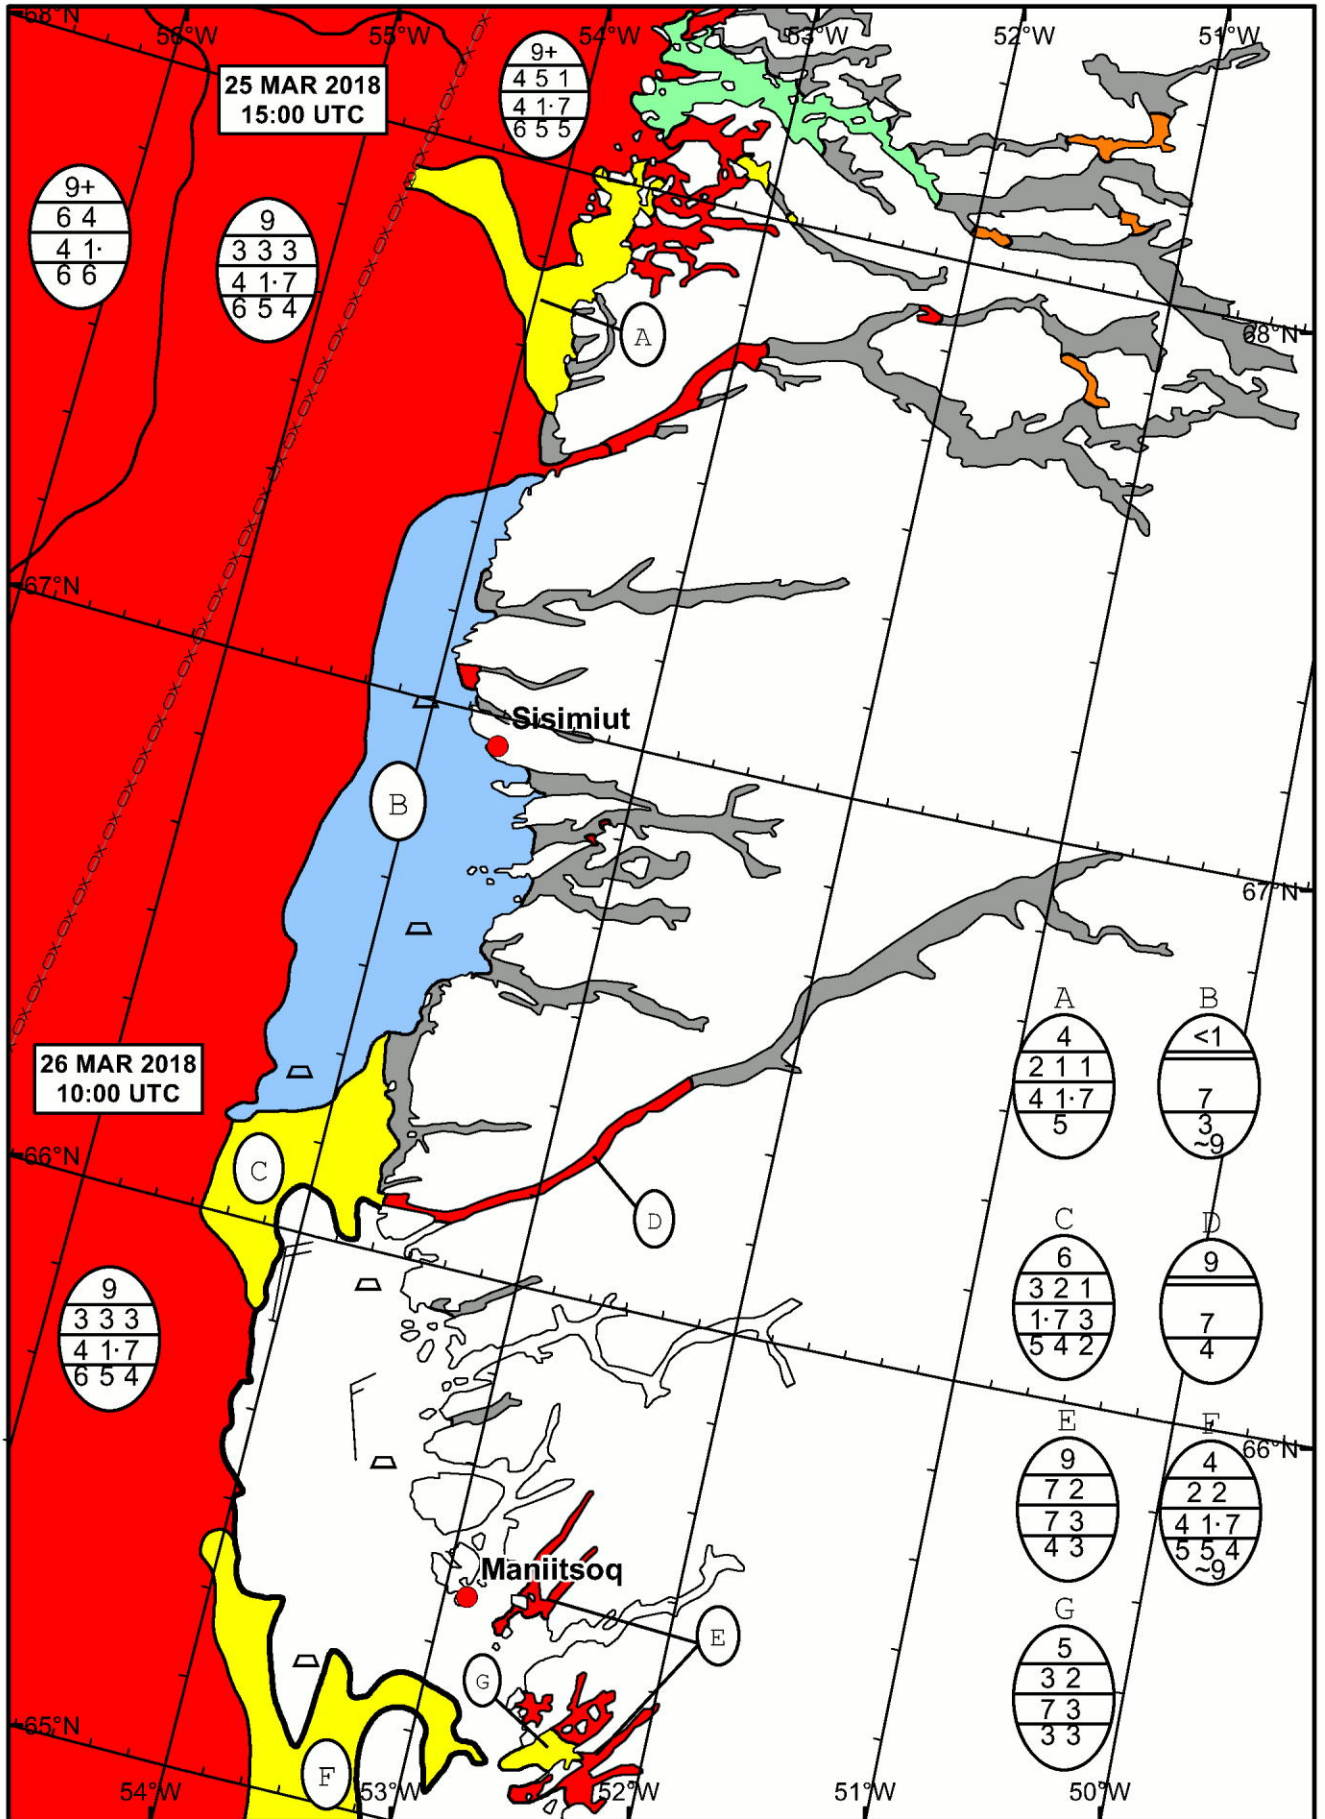 68°N
56°W
55°W
54°W
53°W
52°W
51°W
25 MAR 2018
15:00 UTC
9+
4 5 1
4 1·7
6 5 5
9+
6 4
4 1·
6 6
9
3 3 3
4 1·7
6 5 4
A
68°N
67°N
Sisimiut
B
67°N
26 MAR 2018
10:00 UTC
66°N
C
D
9
3 3 3
4 1·7
6 5 4
A
4
2 1 1
4 1·7
5
B
<1
7
3
~9
C
6
3 2 1
1·7 3
5 4 2
D
9
7
4
E
9
7 2
7 3
4 3
F
4
2 2
4 1·7
5 5 4
~9
66°N
G
5
3 2
7 3
3 3
Maniitsoq
E
G
65°N
F
54°W
53°W
52°W
51°W
50°W